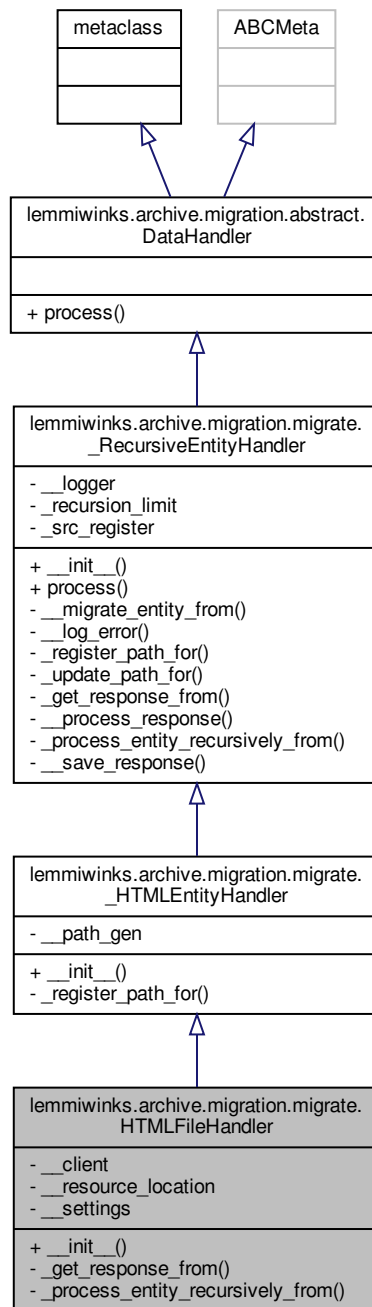 metaclass
ABCMeta
lemmiwinks.archive.migration.abstract.
DataHandler
+ process()
lemmiwinks.archive.migration.migrate.
_RecursiveEntityHandler
- __logger
- _recursion_limit
- _src_register
+ __init__()
+ process()
- __migrate_entity_from()
- __log_error()
- _register_path_for()
- _update_path_for()
- _get_response_from()
- __process_response()
- _process_entity_recursively_from()
- __save_response()
lemmiwinks.archive.migration.migrate.
_HTMLEntityHandler
- __path_gen
+ __init__()
- _register_path_for()
lemmiwinks.archive.migration.migrate.
HTMLFileHandler
- __client
- __resource_location
- __settings
+ __init__()
- _get_response_from()
- _process_entity_recursively_from()